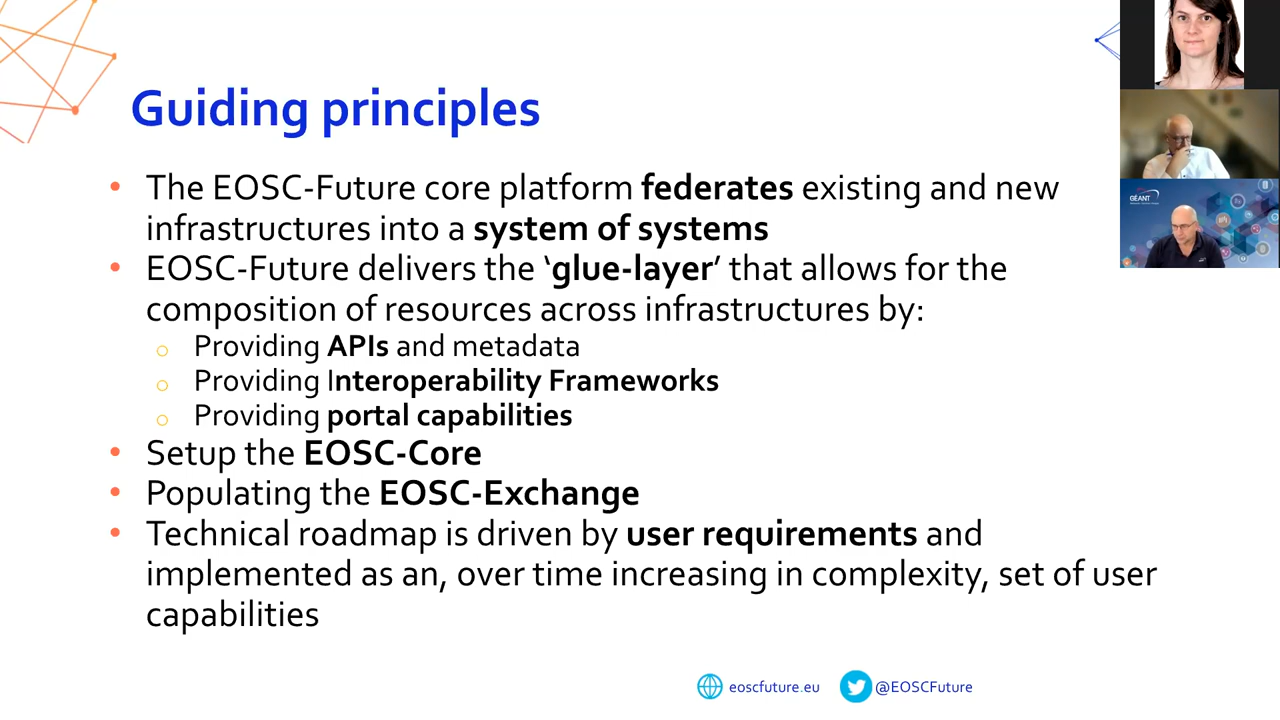 Guiding principles
• The EOSC-Future core platform federates existing and new
infrastructures into a system of systems
• EOSC-Future delivers the ‘glue-layer’ that allows for the
composition of resources across infrastructures by:
o Providing APIs and metadata
o Providing Interoperability Frameworks
o Providing portal capabilities
• Setup the EOSC-Core
• Populating the EOSC-Exchange
• Technical roadmap is driven by user requirements and
implemented as an, over time increasing in complexity, set of user
capabilities
GÉANT
eoscfuture.eu
@EOSCFuture